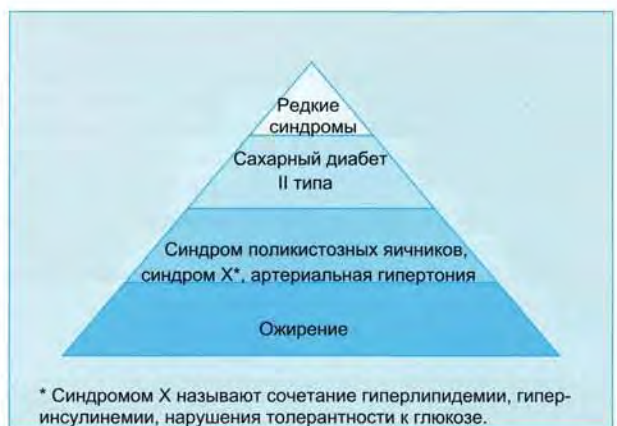 Редкие
синдромы
Сахарный диабет
II типа
Синдром поликистозных яичников,
синдром X*, артериальная гипертония
Ожирение
* Синдромом X называют сочетание гиперлипидемии, гипер-
инсулинемии, нарушения толерантности к глюкозе.